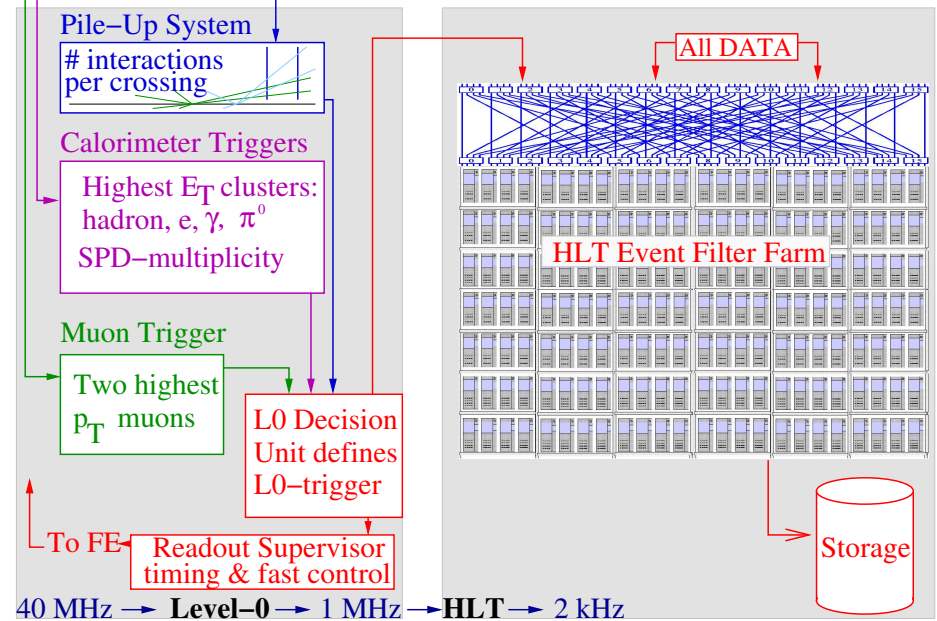 Pile−Up System
# interactions
per crossing
Calorimeter Triggers
Highest E_T clusters:
hadron, e, γ, π⁰
SPD−multiplicity
Muon Trigger
Two highest
p_T muons
L0 Decision
Unit defines
L0−trigger
To FE
Readout Supervisor
timing & fast control
40 MHz → Level−0 → 1 MHz → HLT → 2 kHz
All DATA
HLT Event Filter Farm
Storage